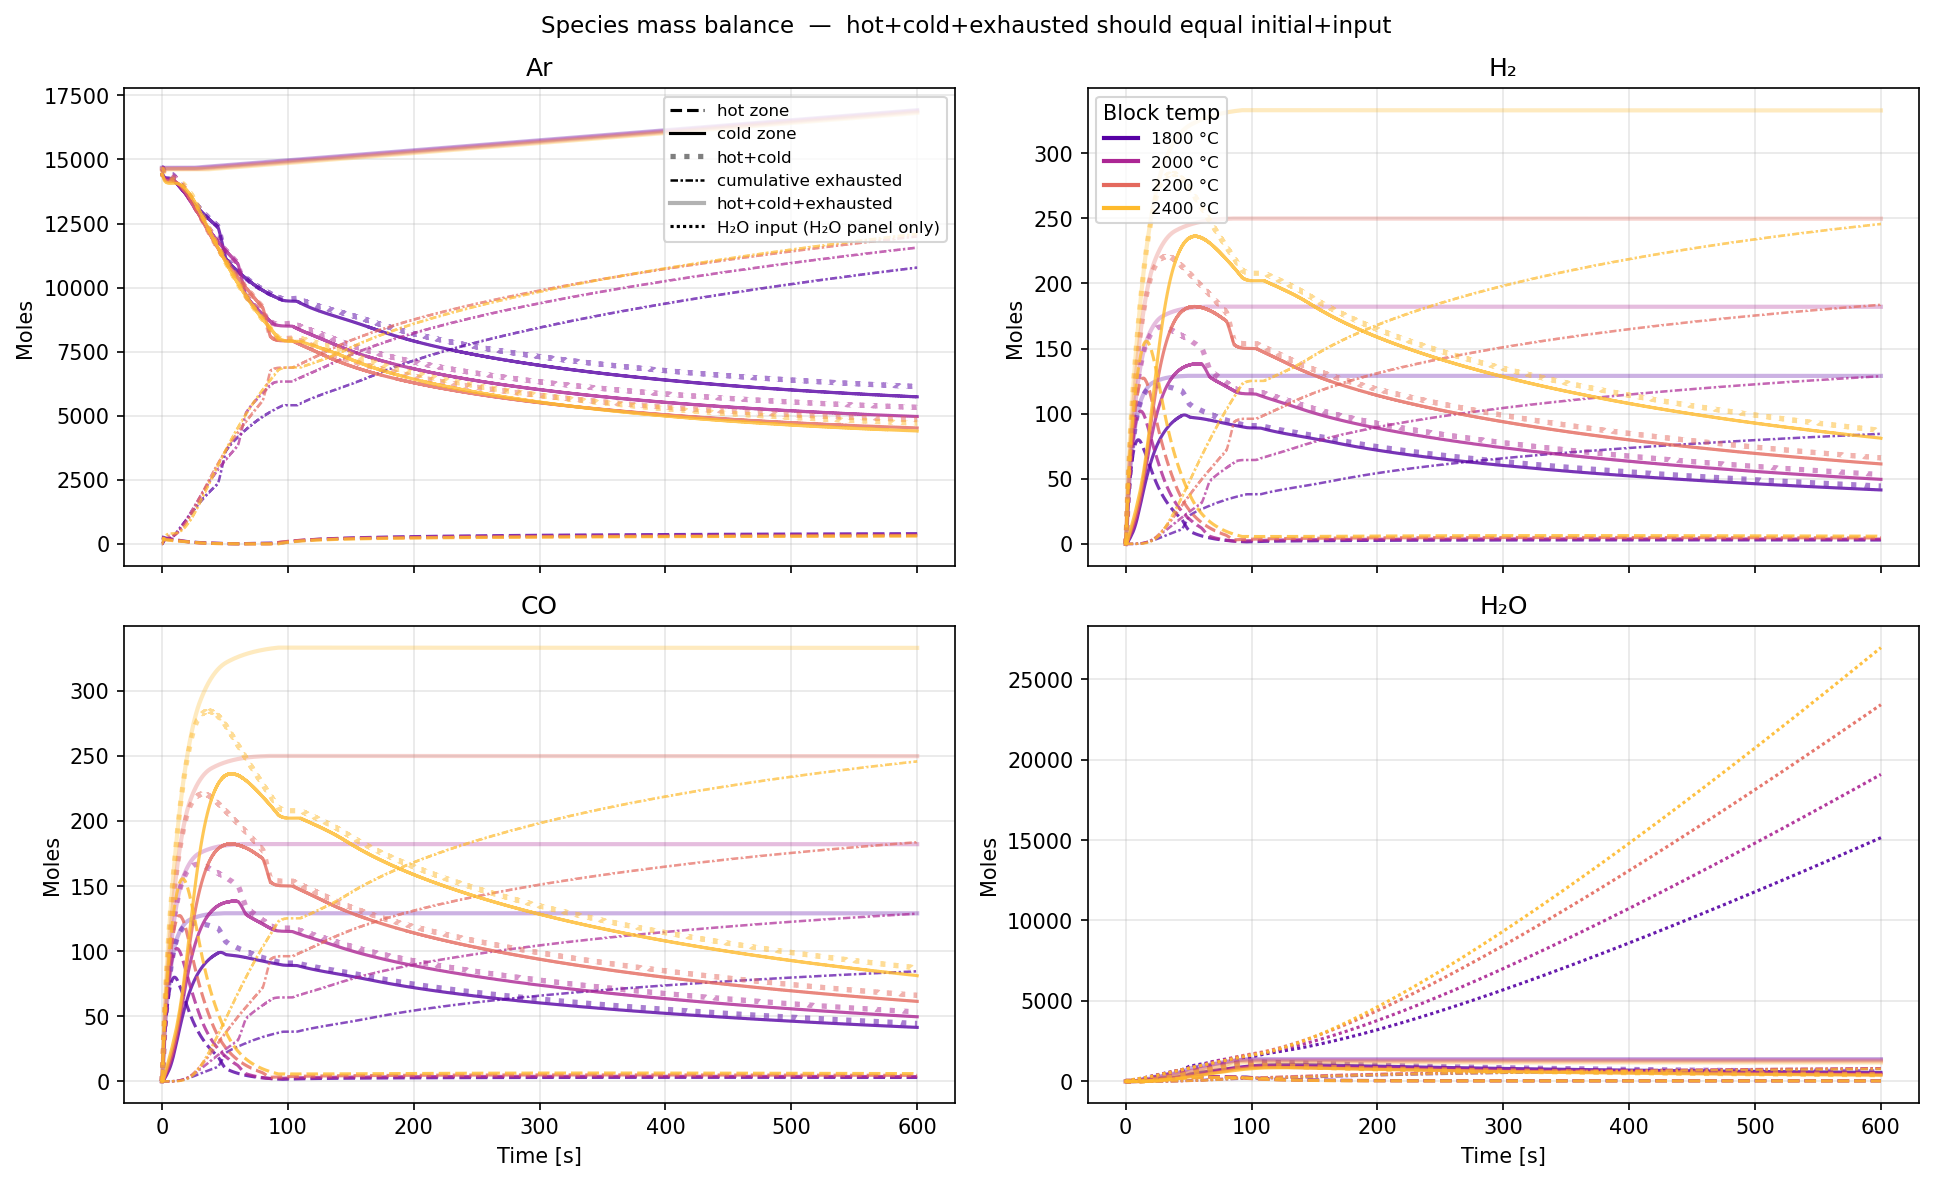 Species mass balance  —  hot+cold+exhausted should equal initial+input
Ar
Moles
17500
15000
12500
10000
7500
5000
2500
0
hot zone
cold zone
hot+cold
cumulative exhausted
hot+cold+exhausted
H₂O input (H₂O panel only)
H₂
Moles
300
250
200
150
100
50
0
Block temp
1800 °C
2000 °C
2200 °C
2400 °C
CO
Moles
300
250
200
150
100
50
0
0 100 200 300 400 500 600
Time [s]
H₂O
Moles
25000
20000
15000
10000
5000
0
0 100 200 300 400 500 600
Time [s]